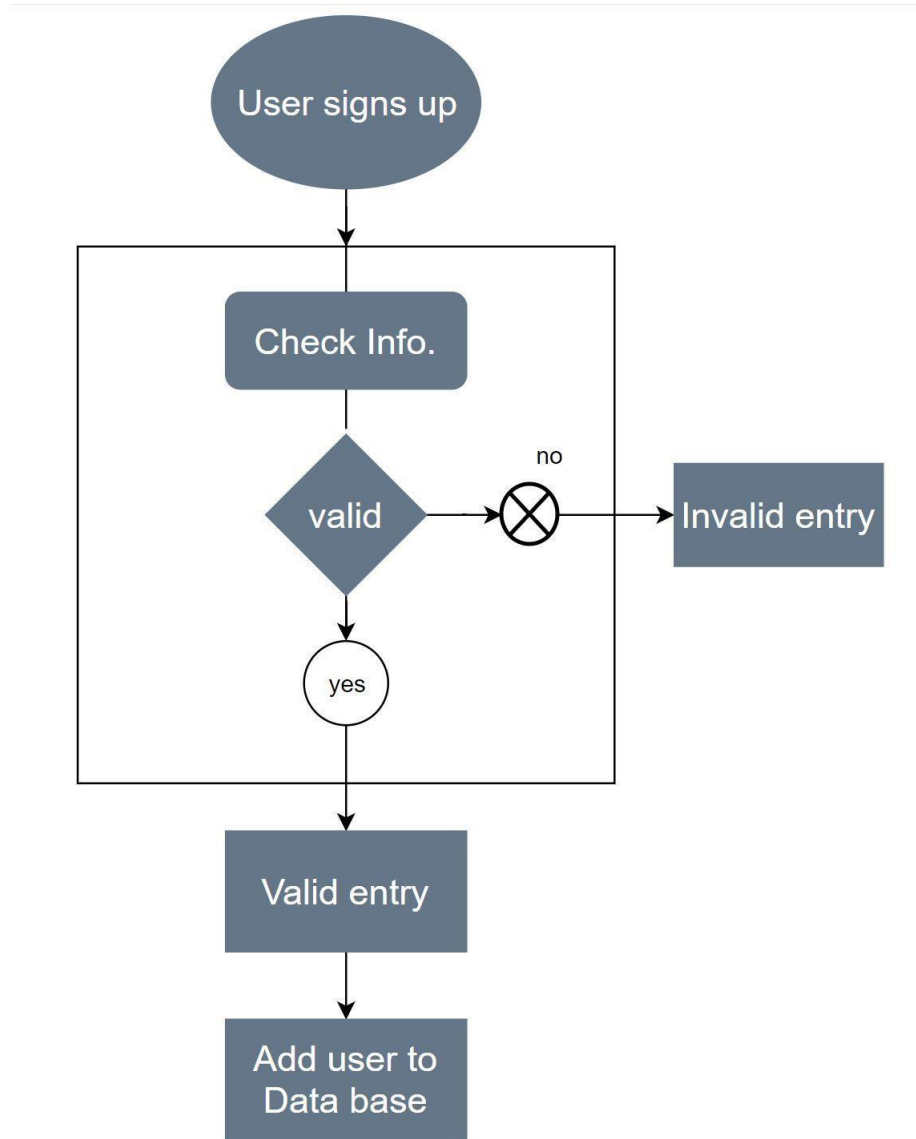 User signs up
Check Info.
valid
no
Invalid entry
yes
Valid entry
Add user to
Data base